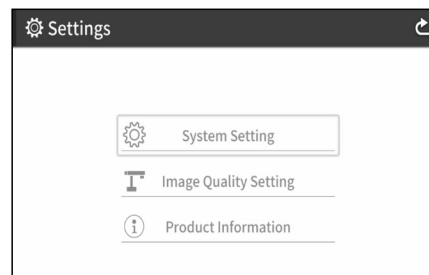 Settings
System Setting
Image Quality Setting
Product Information